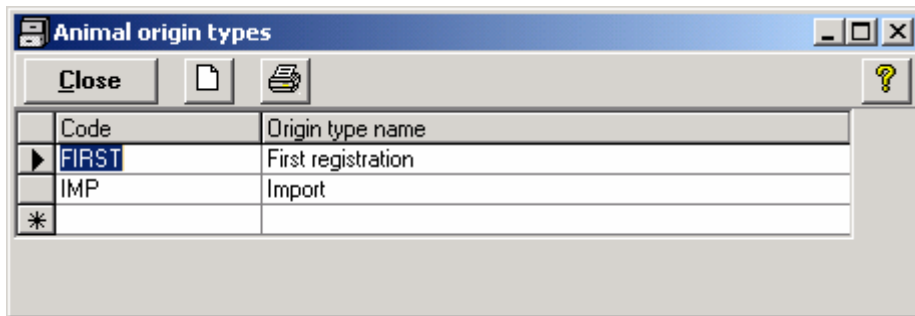 Animal origin types
Close
?
Code Origin type name
FIRST First registration
IMP Import
*